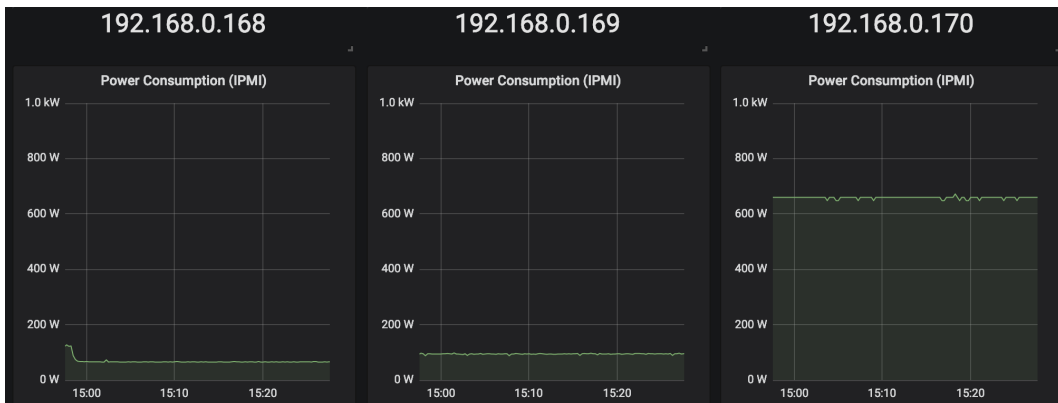 192.168.0.168
Power Consumption (IPMI)
1.0 kW
800 W
600 W
400 W
200 W
0 W
15:00 15:10 15:20
192.168.0.169
Power Consumption (IPMI)
1.0 kW
800 W
600 W
400 W
200 W
0 W
15:00 15:10 15:20
192.168.0.170
Power Consumption (IPMI)
1.0 kW
800 W
600 W
400 W
200 W
0 W
15:00 15:10 15:20